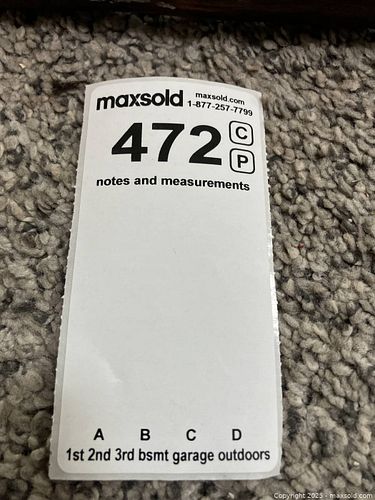 maxsold maxsold.com
1-877-257-7799
472 C
P
notes and measurements
A B C D
1st 2nd 3rd bsmt garage outdoors
Copyright 2025 - maxsold.com